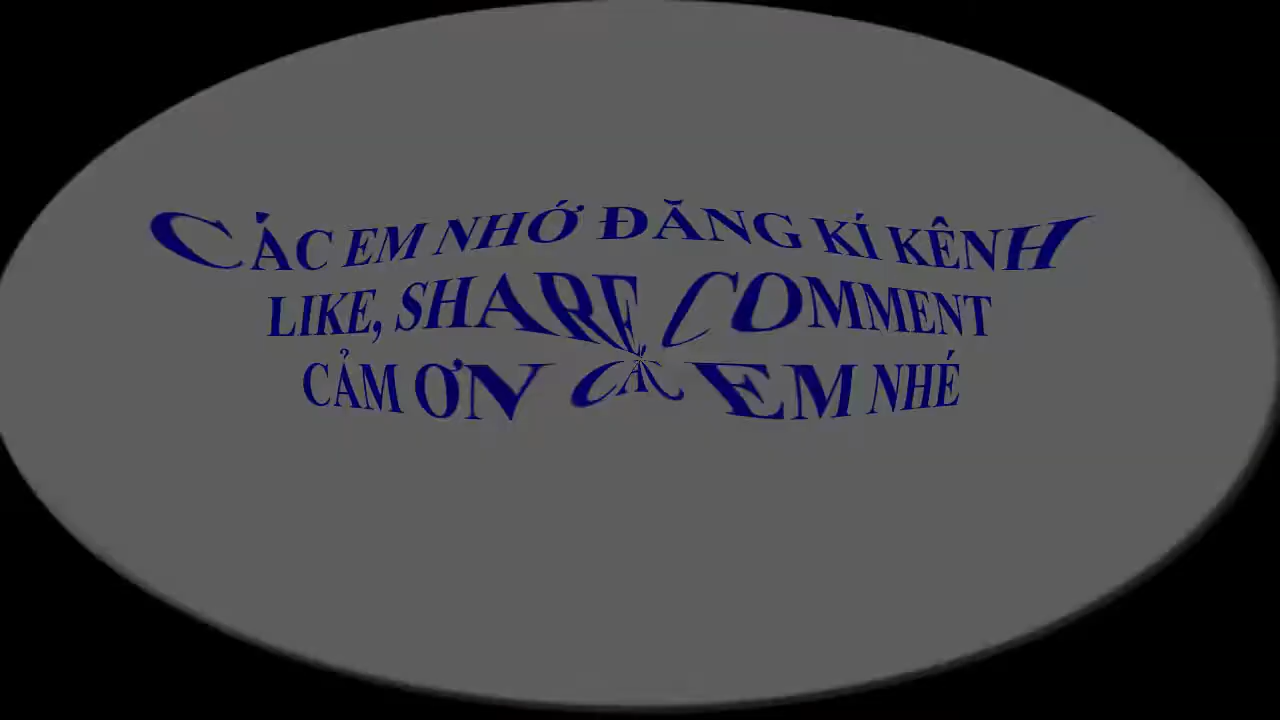 CÁC EM NHỚ ĐĂNG KÍ KÊNH
LIKE, SHARE, COMMENT
CẢM ƠN CÁC EM NHÉ